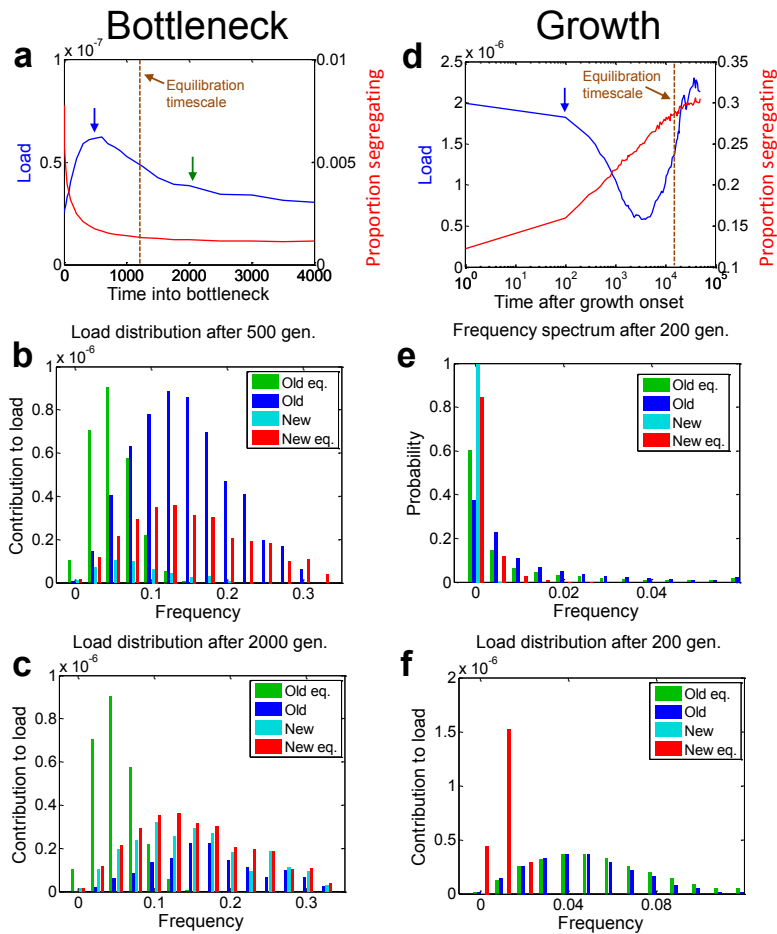 Bottleneck
Growth
a
1 x 10^-7
0.5
0
0.01
0.005
0
Load
Proportion segregating
Equilibration
timescale
0 1000 2000 3000 4000
Time into bottleneck
d
2.5 x 10^-6
2
1.5
1
0.5
0
0.35
0.3
0.25
0.2
0.15
0.1
Load
Proportion segregating
Equilibration
timescale
10^0 10^1 10^2 10^3 10^4 10^5
Time after growth onset
b
Load distribution after 500 gen.
1 x 10^-6
0.8
0.6
0.4
0.2
0
Contribution to load
Old eq.
Old
New
New eq.
0 0.1 0.2 0.3
Frequency
e
Frequency spectrum after 200 gen.
1
0.8
0.6
0.4
0.2
0
Probability
Old eq.
Old
New
New eq.
0 0.02 0.04
Frequency
c
Load distribution after 2000 gen.
1 x 10^-6
0.8
0.6
0.4
0.2
0
Contribution to load
Old eq.
Old
New
New eq.
0 0.1 0.2 0.3
Frequency
f
Load distribution after 200 gen.
2 x 10^-6
1.5
1
0.5
0
Contribution to load
Old eq.
Old
New
New eq.
0 0.04 0.08
Frequency